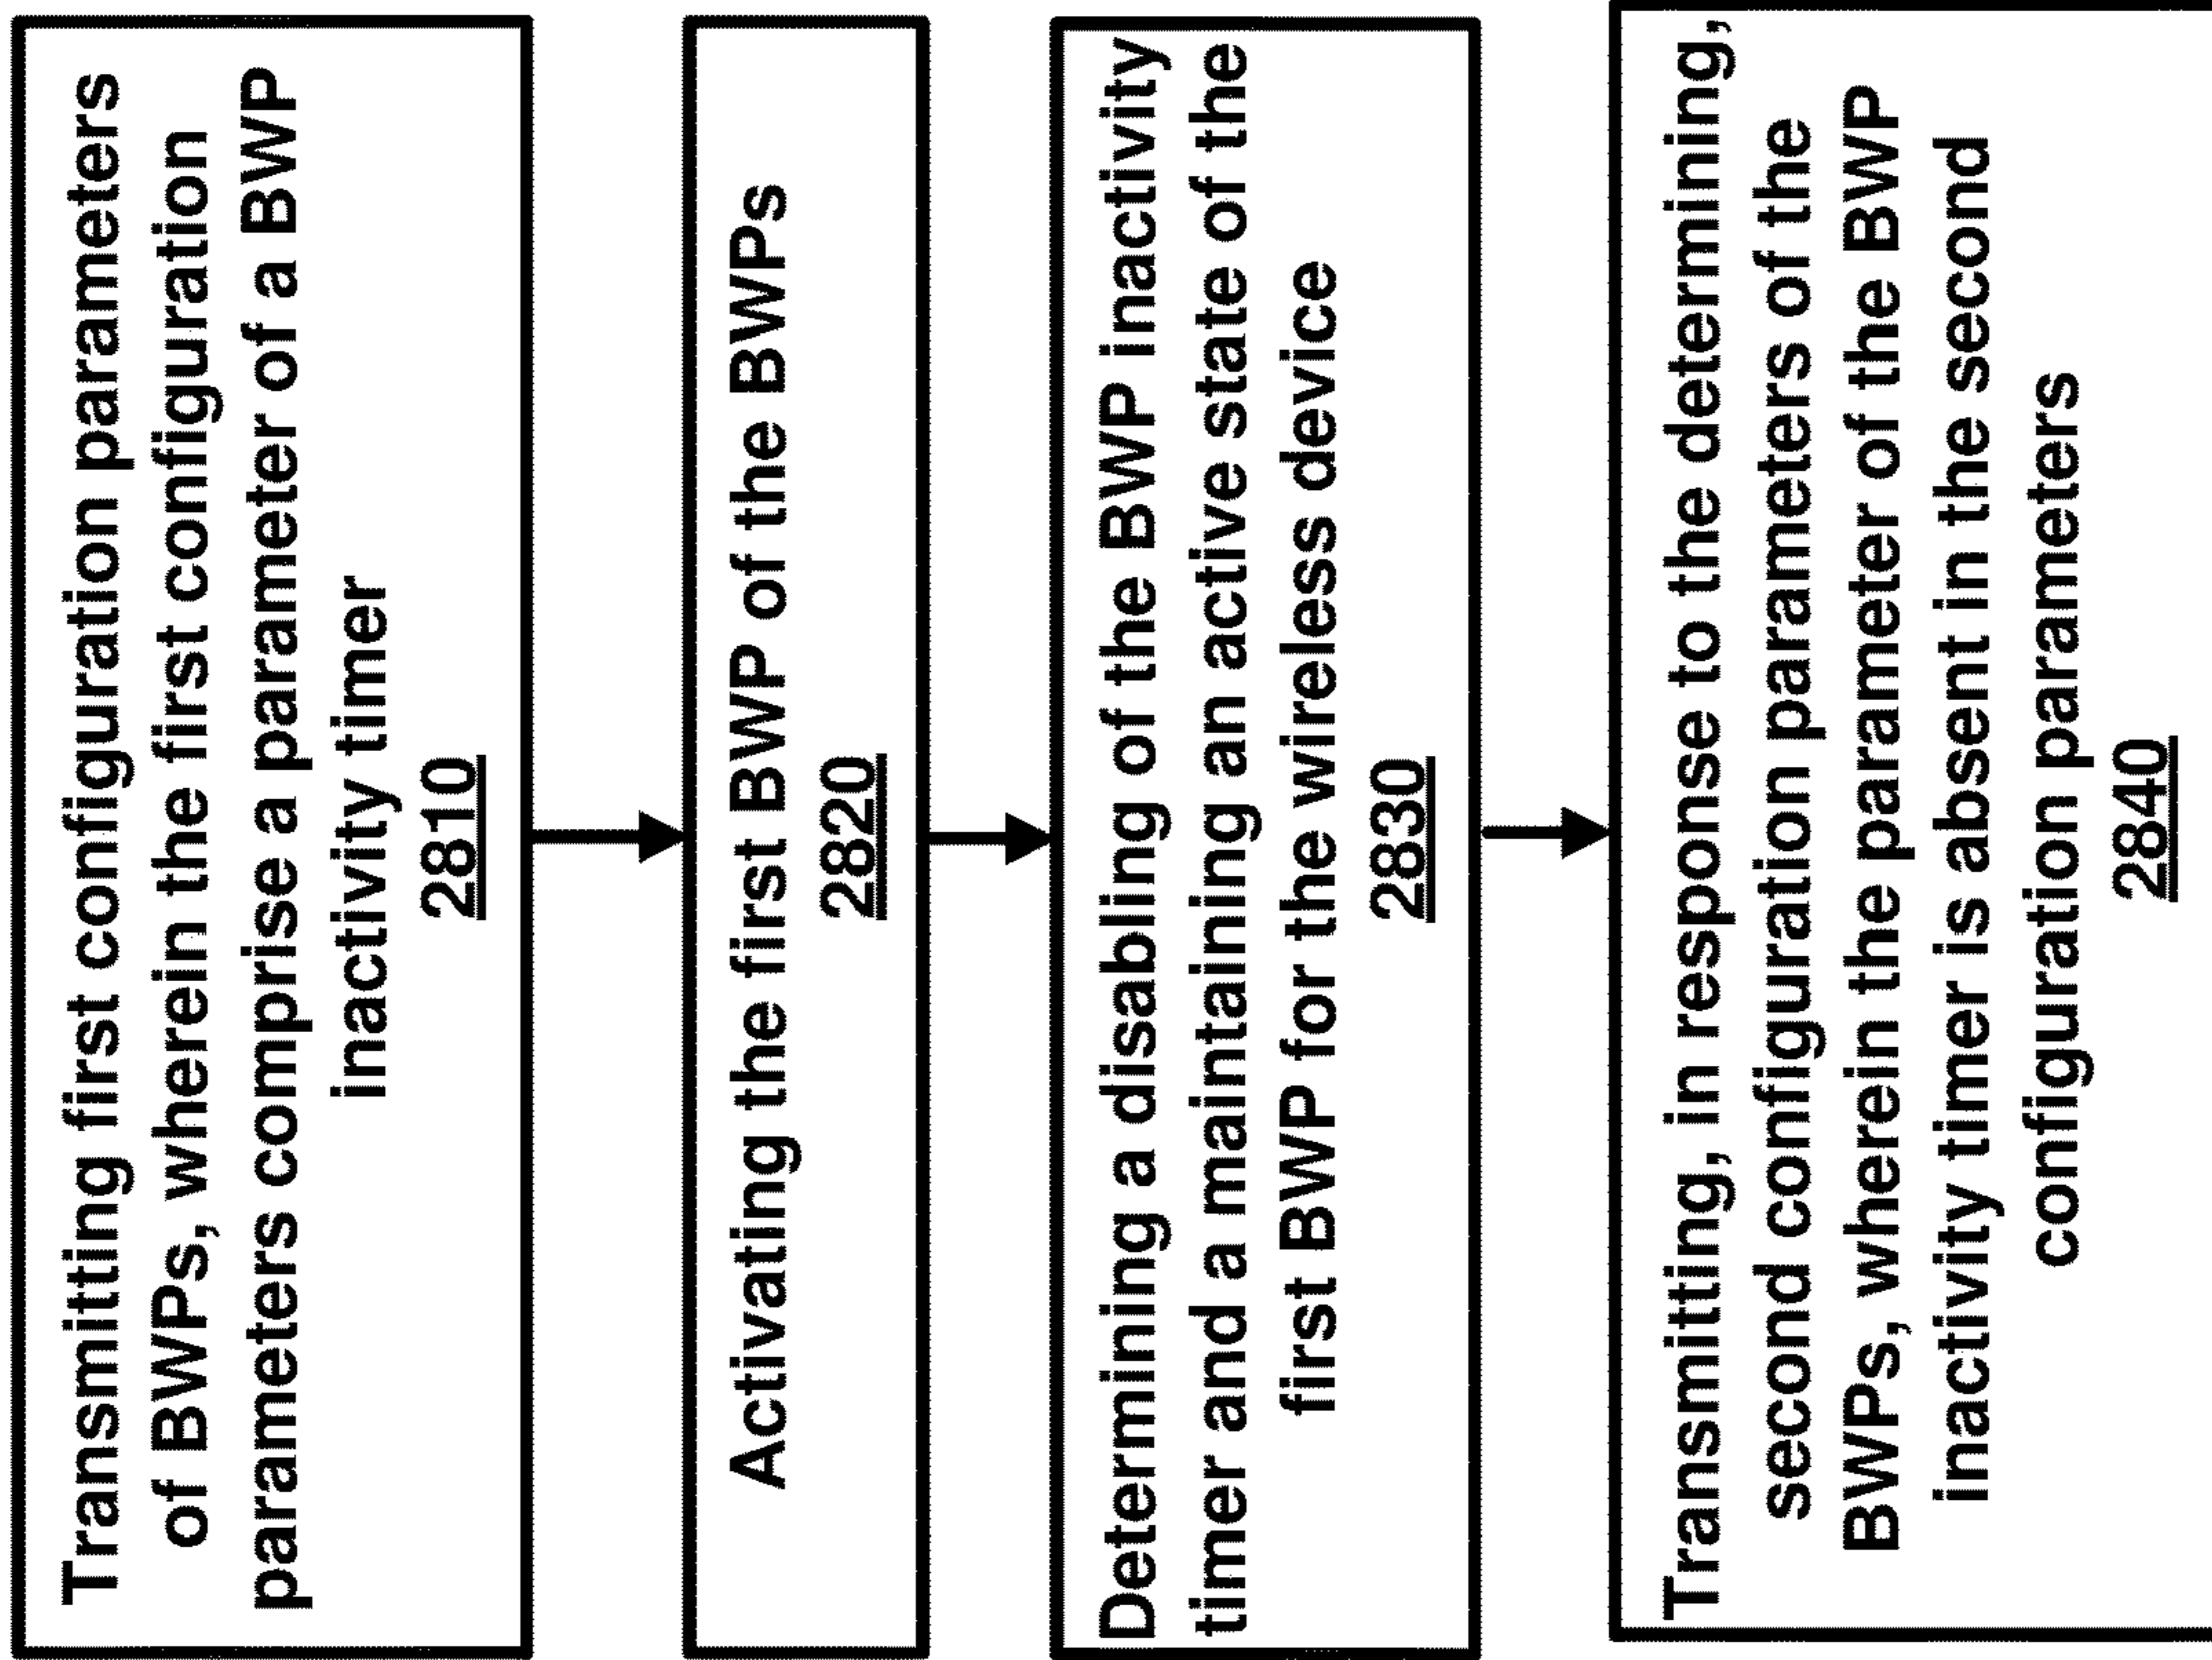 Transmitting first configuration parameters
of BWPs, wherein the first configuration
parameters comprise a parameter of a BWP
inactivity timer
2810
Activating the first BWP of the BWPs
2820
Determining a disabling of the BWP inactivity
timer and a maintaining an active state of the
first BWP for the wireless device
2830
Transmitting, in response to the determining,
second configuration parameters of the
BWPs, wherein the parameter of the BWP
inactivity timer is absent in the second
configuration parameters
2840